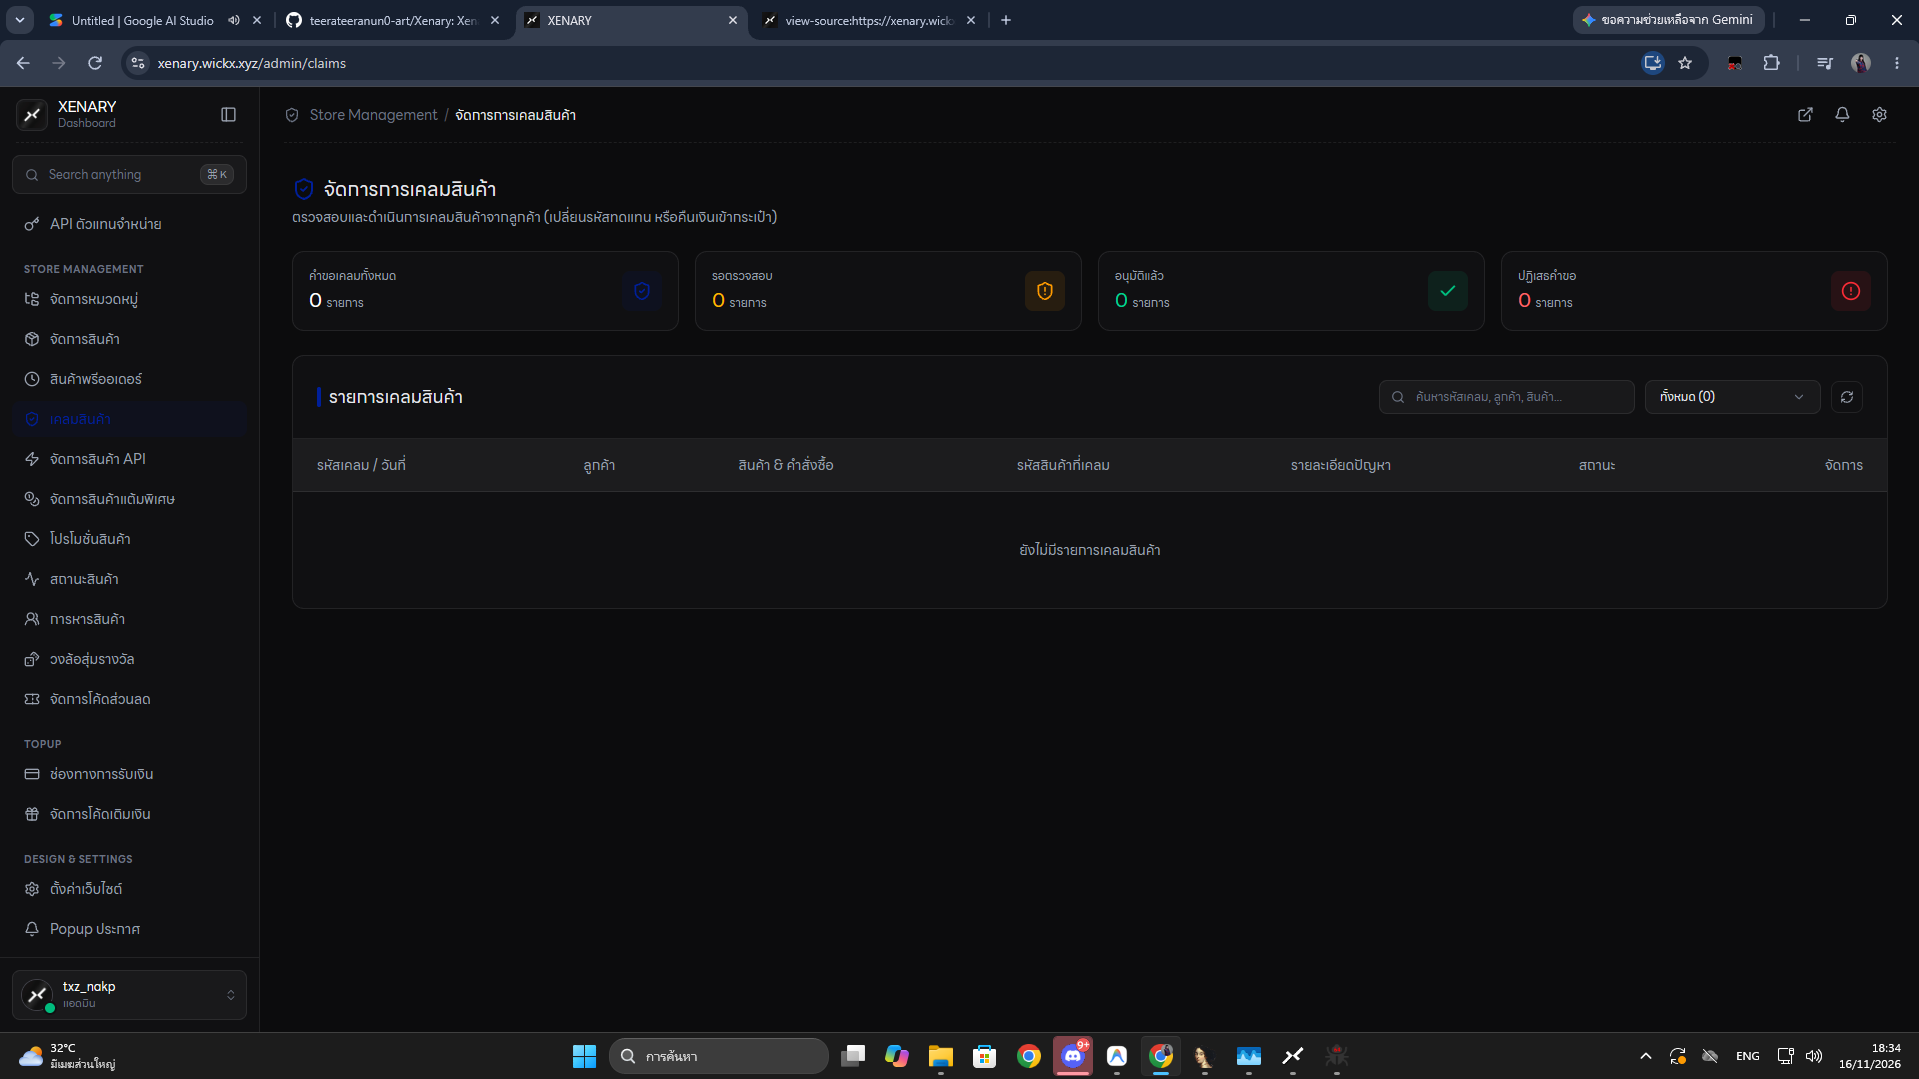 Untitled | Google AI Studio
teerateeranun0-art/Xenary: Xen
XENARY
view-source:https://xenary.wick
ขอความช่วยเหลือจาก Gemini
xenary.wickx.xyz/admin/claims
XENARY
Dashboard
Search anything
⌘ K
API ตัวแทนจำหน่าย
STORE MANAGEMENT
จัดการหมวดหมู่
จัดการสินค้า
สินค้าพรีออเดอร์
เคลมสินค้า
จัดการสินค้า API
จัดการสินค้าแต้มพิเศษ
โปรโมชั่นสินค้า
สถานะสินค้า
การหารสินค้า
วงล้อสุ่มรางวัล
จัดการโค้ดส่วนลด
TOPUP
ช่องทางการรับเงิน
จัดการโค้ดเติมเงิน
DESIGN & SETTINGS
ตั้งค่าเว็บไซต์
Popup ประกาศ
txz_nakp
แอดมิน
Store Management / จัดการการเคลมสินค้า
จัดการการเคลมสินค้า
ตรวจสอบและดำเนินการเคลมสินค้าจากลูกค้า (เปลี่ยนรหัสทดแทน หรือคืนเงินเข้ากระเป๋า)
คำขอเคลมทั้งหมด
0 รายการ
รอตรวจสอบ
0 รายการ
อนุมัติแล้ว
0 รายการ
ปฏิเสธคำขอ
0 รายการ
รายการเคลมสินค้า
ค้นหารหัสเคลม, ลูกค้า, สินค้า...
ทั้งหมด (0)
รหัสเคลม / วันที่
ลูกค้า
สินค้า & คำสั่งซื้อ
รหัสสินค้าที่เคลม
รายละเอียดปัญหา
สถานะ
จัดการ
ยังไม่มีรายการเคลมสินค้า
32°C
มีเมฆส่วนใหญ่
การค้นหา
9+
ENG
18:34
16/11/2026